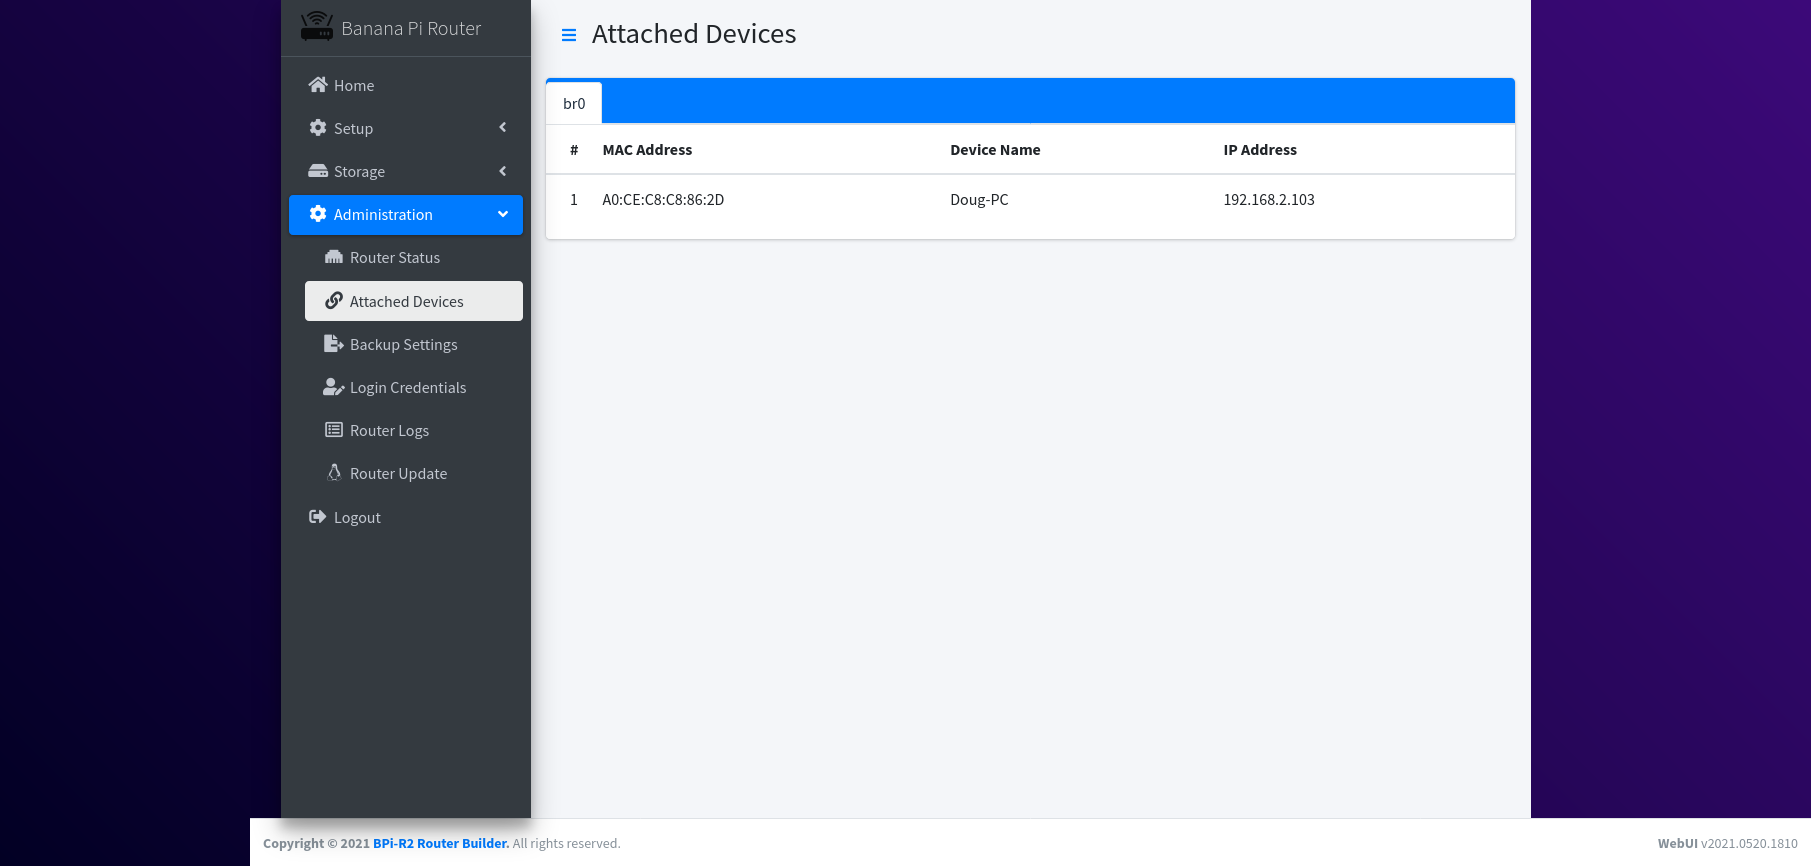 Banana Pi Router
Home
Setup
Storage
Administration
Router Status
Attached Devices
Backup Settings
Login Credentials
Router Logs
Router Update
Logout
Attached Devices
br0
# MAC Address Device Name IP Address
1 A0:CE:C8:C8:86:2D Doug-PC 192.168.2.103
Copyright © 2021 BPi-R2 Router Builder. All rights reserved.
WebUI v2021.0520.1810